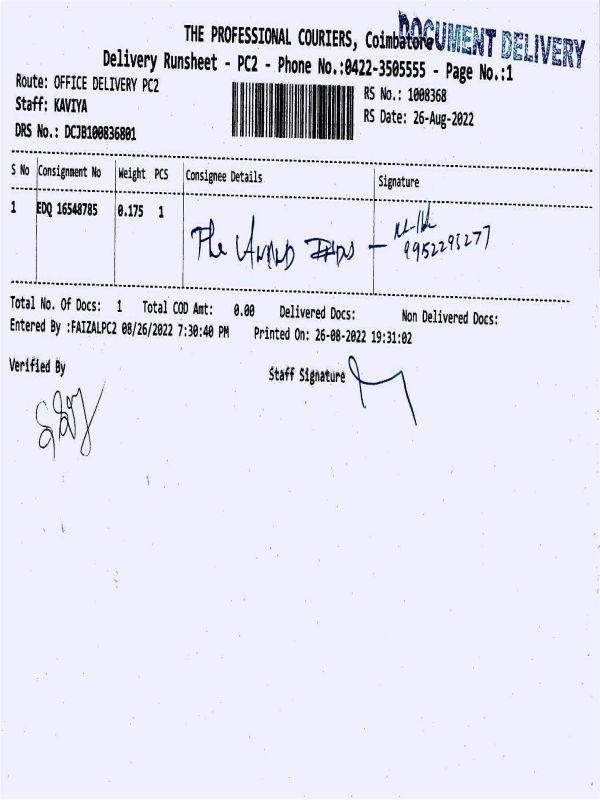 THE PROFESSIONAL COURIERS, Coimbatore
DOCUMENT DELIVERY
Delivery Runsheet - PC2 - Phone No.:0422-3505555 - Page No.:1
Route: OFFICE DELIVERY PC2
RS No.: 1008368
Staff: KAVIYA
RS Date: 26-Aug-2022
DRS No.: DCJB100836801
S No Consignment No Weight PCS Consignee Details Signature
1 EDQ 16548785 0.175 1
The Anand
9952295277
Total No. Of Docs: 1 Total COD Amt: 0.00 Delivered Docs: Non Delivered Docs:
Entered By :FAIZALPC2 08/26/2022 7:30:40 PM Printed On: 26-08-2022 19:31:02
Verified By Staff Signature